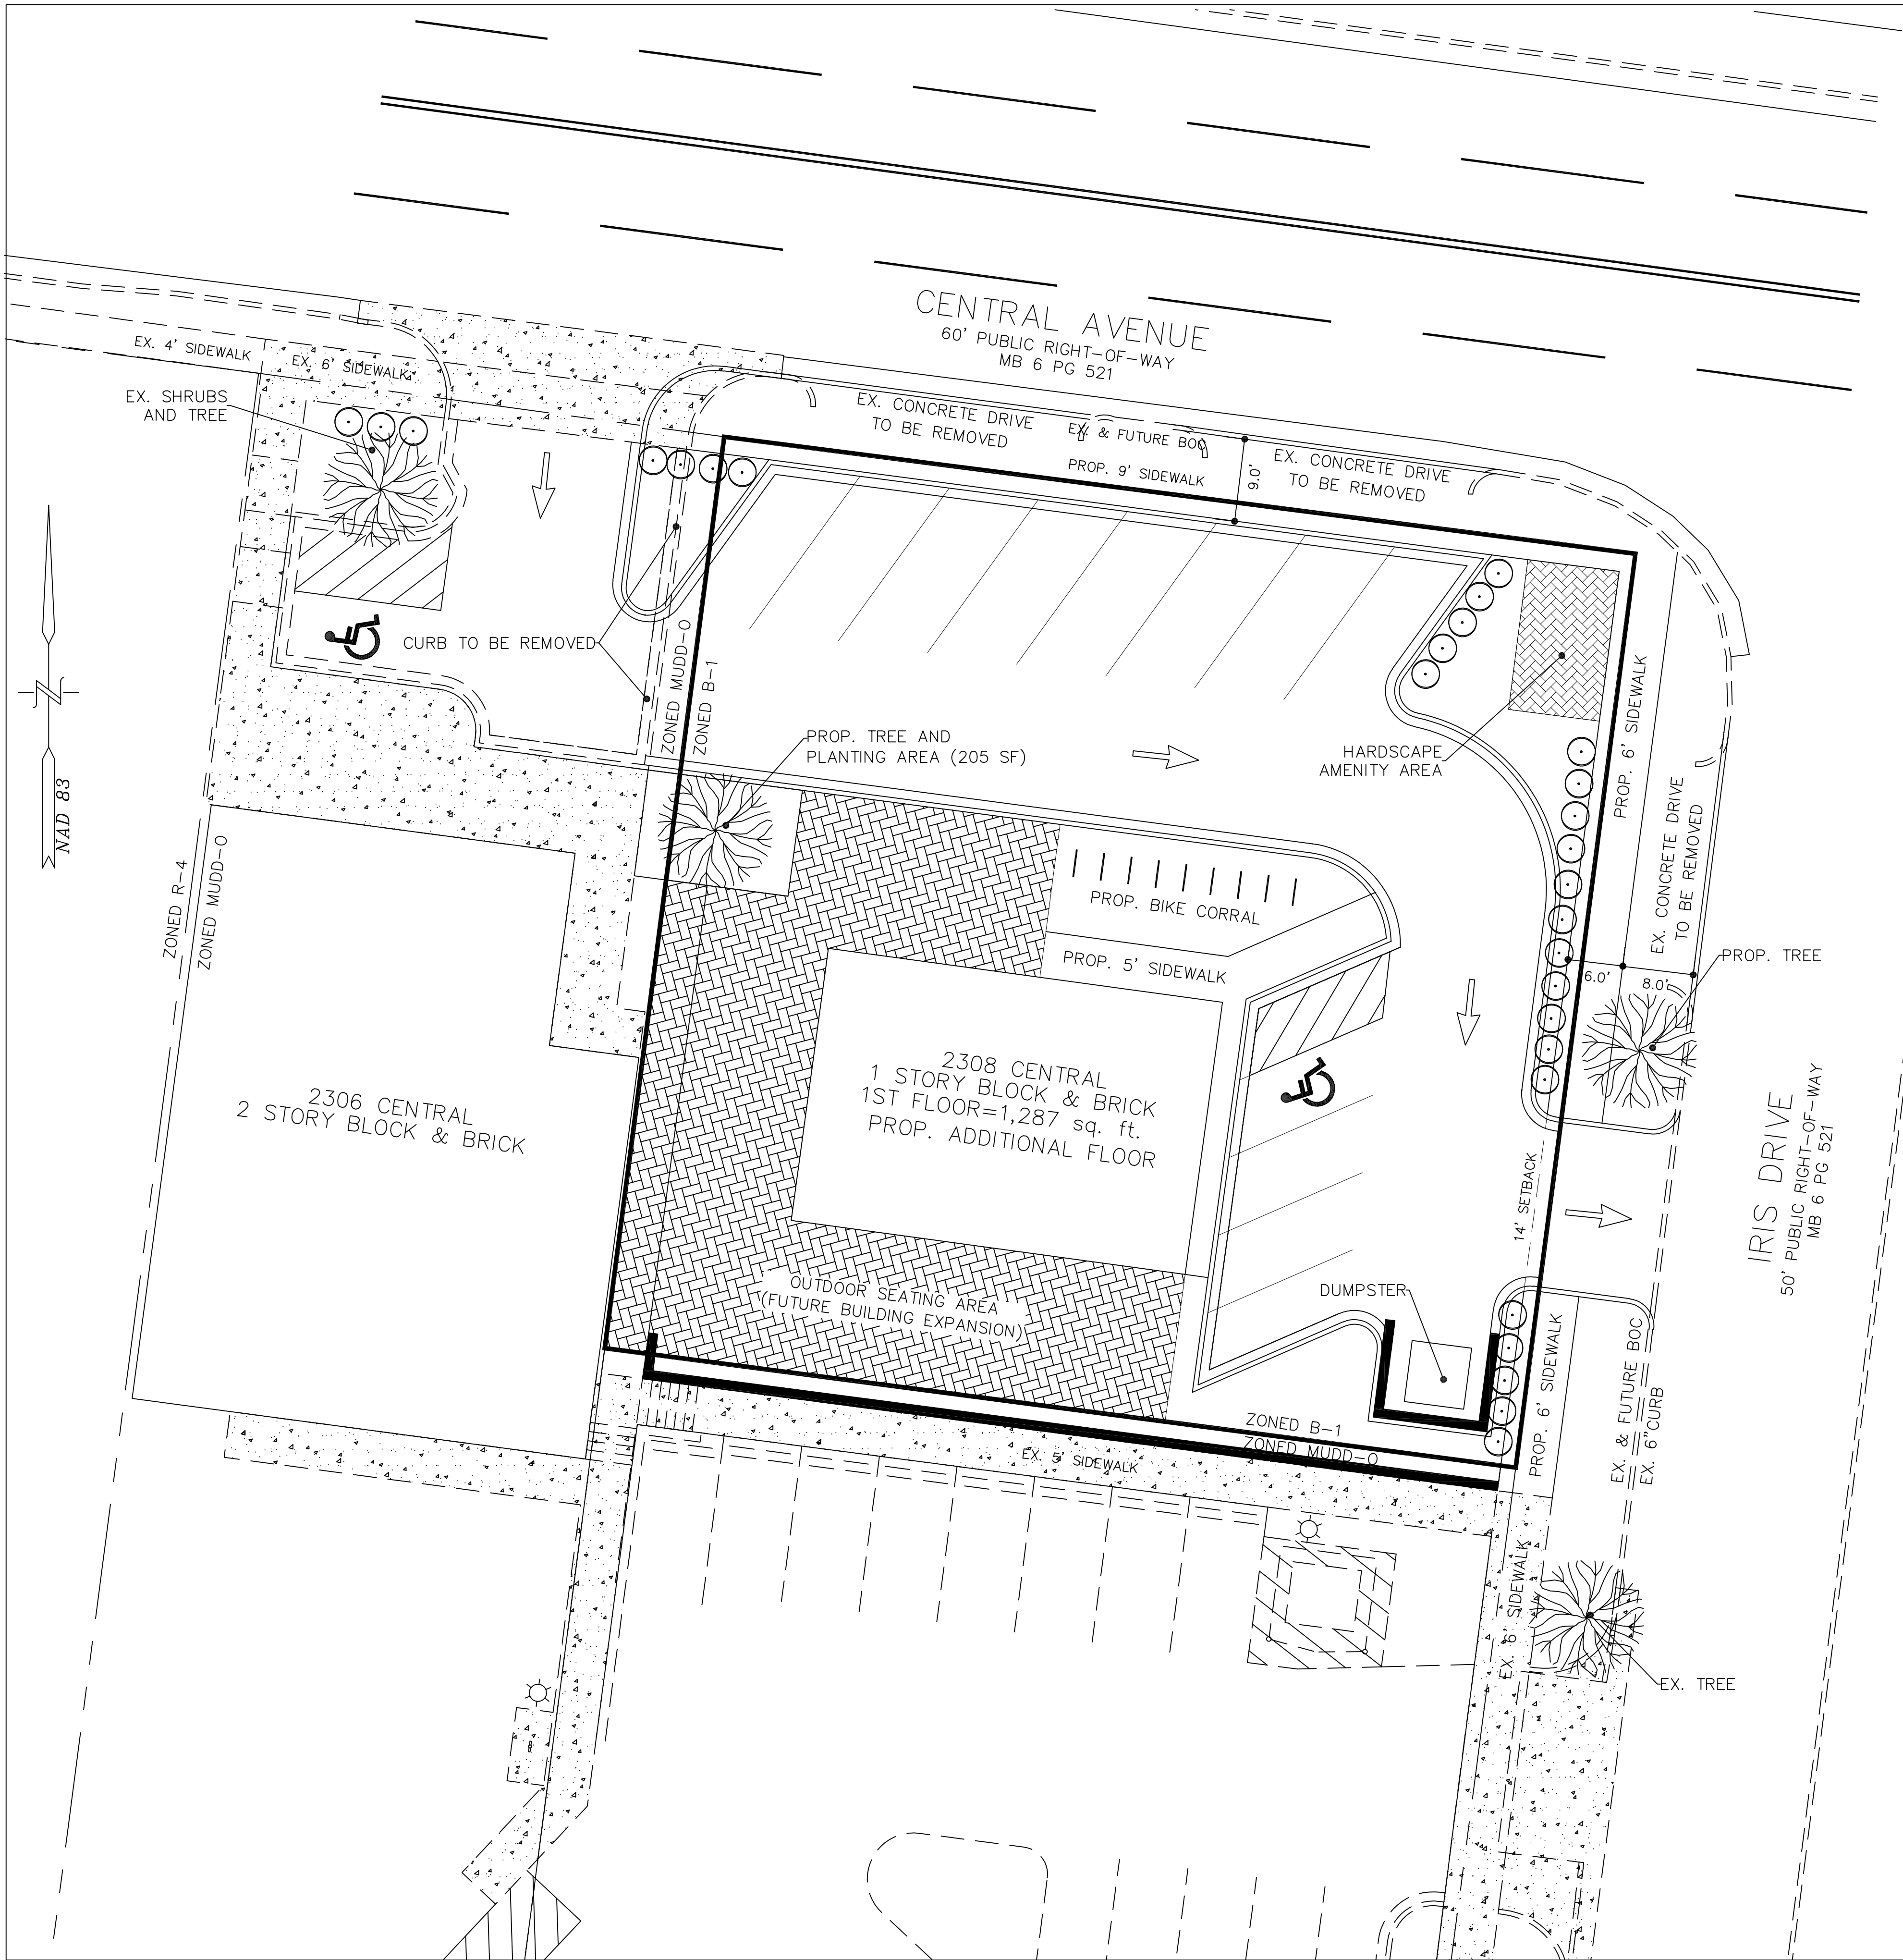 CENTRAL AVENUE
60' PUBLIC RIGHT-OF-WAY
MB 6 PG 521
EX. 4' SIDEWALK
EX. 6' SIDEWALK
EX. SHRUBS
AND TREE
EX. CONCRETE DRIVE
TO BE REMOVED
EX. & FUTURE BOC
PROP. 9' SIDEWALK
9.0'
EX. CONCRETE DRIVE
TO BE REMOVED
CURB TO BE REMOVED
ZONED MUDD-O
ZONED B-1
NAD 83
PROP. TREE AND
PLANTING AREA (205 SF)
HARDSCAPE
AMENITY AREA
PROP. 6' SIDEWALK
EX. CONCRETE DRIVE
TO BE REMOVED
ZONED R-4
ZONED MUDD-O
PROP. BIKE CORRAL
PROP. 5' SIDEWALK
PROP. TREE
6.0'
8.0'
2306 CENTRAL
2 STORY BLOCK & BRICK
2308 CENTRAL
1 STORY BLOCK & BRICK
1ST FLOOR=1,287 sq. ft.
PROP. ADDITIONAL FLOOR
IRIS DRIVE
50' PUBLIC RIGHT-OF-WAY
MB 6 PG 521
14' SETBACK
OUTDOOR SEATING AREA
(FUTURE BUILDING EXPANSION)
DUMPSTER
PROP. 6' SIDEWALK
EX. & FUTURE BOC
EX. 6"CURB
ZONED B-1
ZONED MUDD-O
EX. 5' SIDEWALK
EX. 6' SIDEWALK
EX. TREE